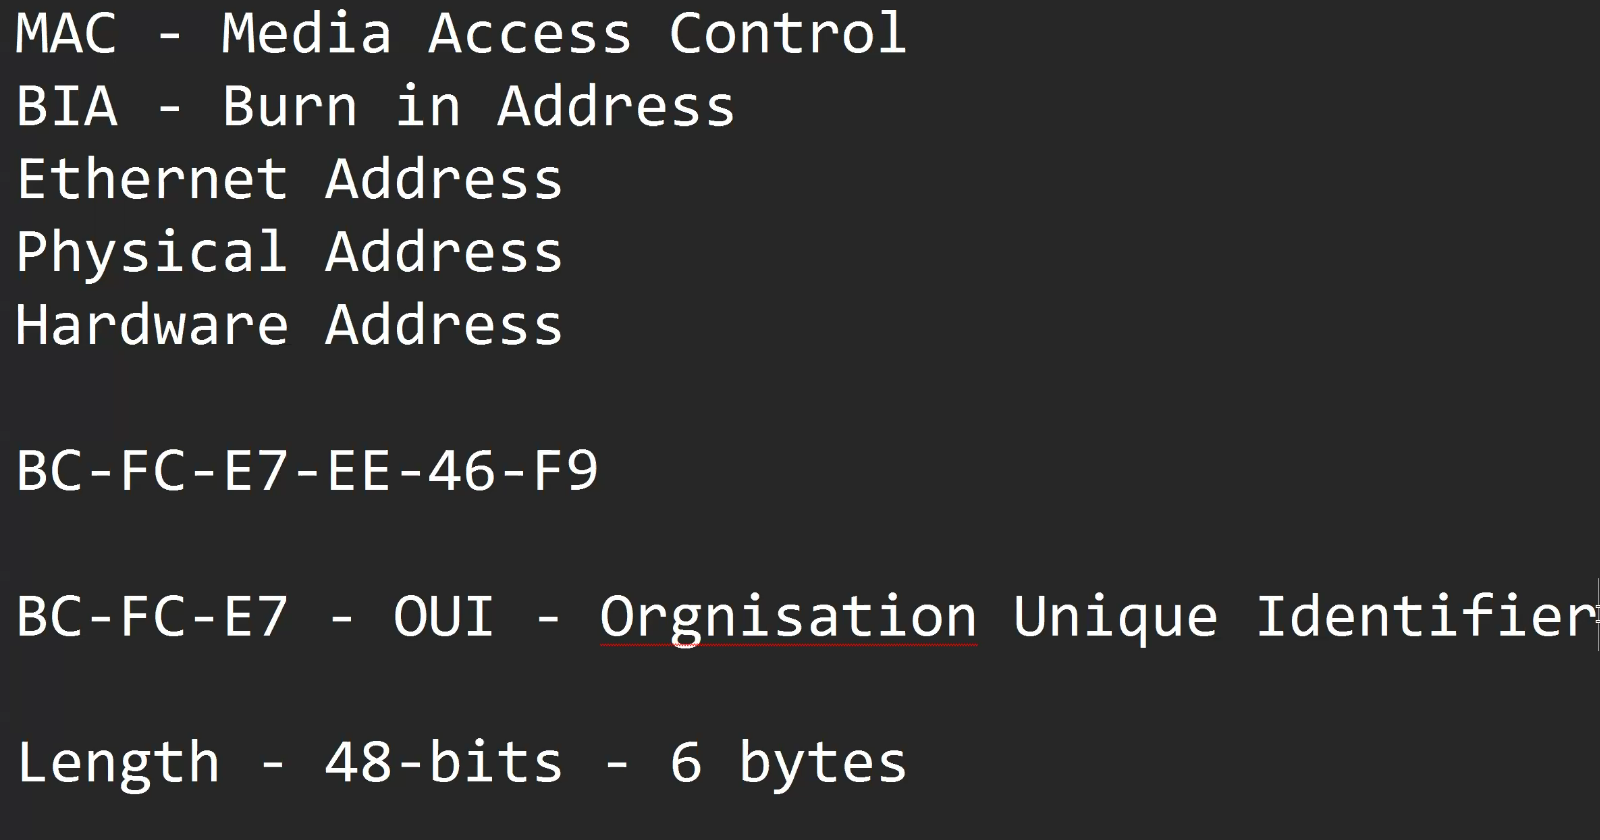 MAC - Media Access Control
BIA - Burn in Address
Ethernet Address
Physical Address
Hardware Address
BC-FC-E7-EE-46-F9
BC-FC-E7 - OUI - Orgnisation Unique Identifier
Length - 48-bits - 6 bytes